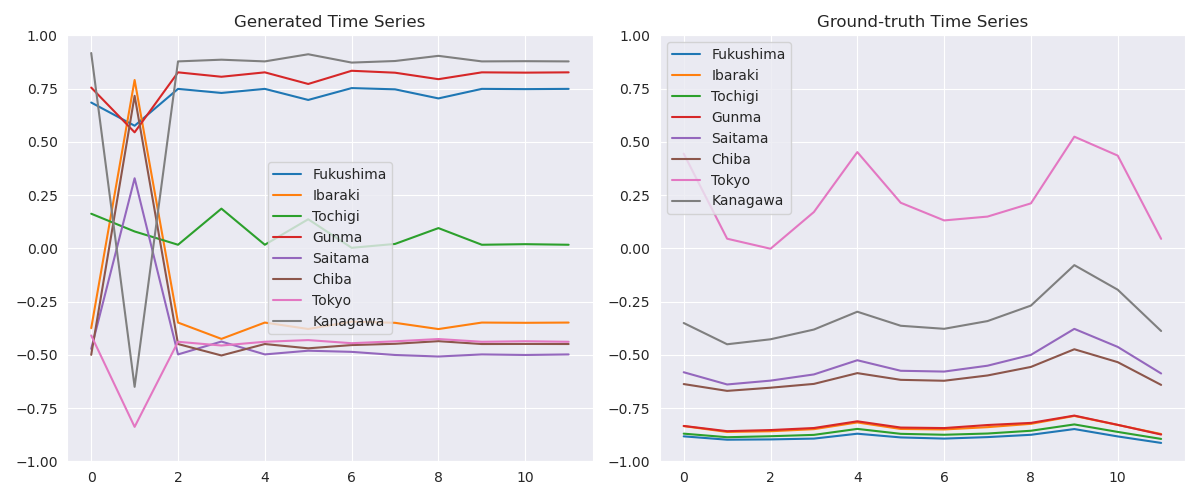 Generated Time Series
1.00
0.75
0.50
0.25
0.00
−0.25
−0.50
−0.75
−1.00
0
2
4
6
8
10
Fukushima
Ibaraki
Tochigi
Gunma
Saitama
Chiba
Tokyo
Kanagawa
Ground-truth Time Series
1.00
0.75
0.50
0.25
0.00
−0.25
−0.50
−0.75
−1.00
0
2
4
6
8
10
Fukushima
Ibaraki
Tochigi
Gunma
Saitama
Chiba
Tokyo
Kanagawa